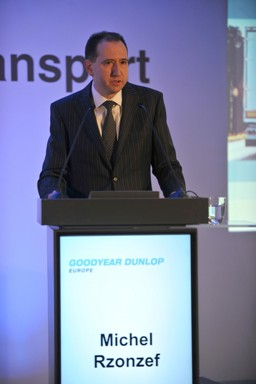 ansport
GOODYEAR DUNLOP
EUROPE
Michel
Rzonzef